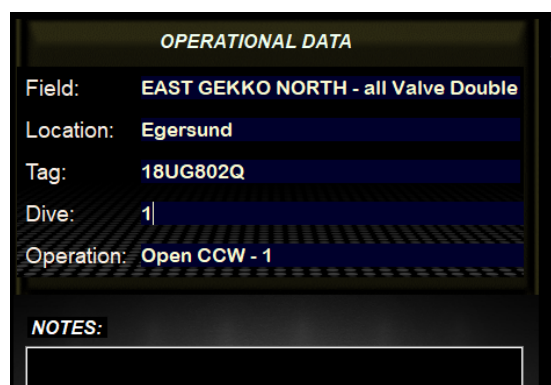 OPERATIONAL DATA
Field: EAST GEKKO NORTH - all Valve Double
Location: Egersund
Tag: 18UG802Q
Dive: 1
Operation: Open CCW - 1
NOTES: